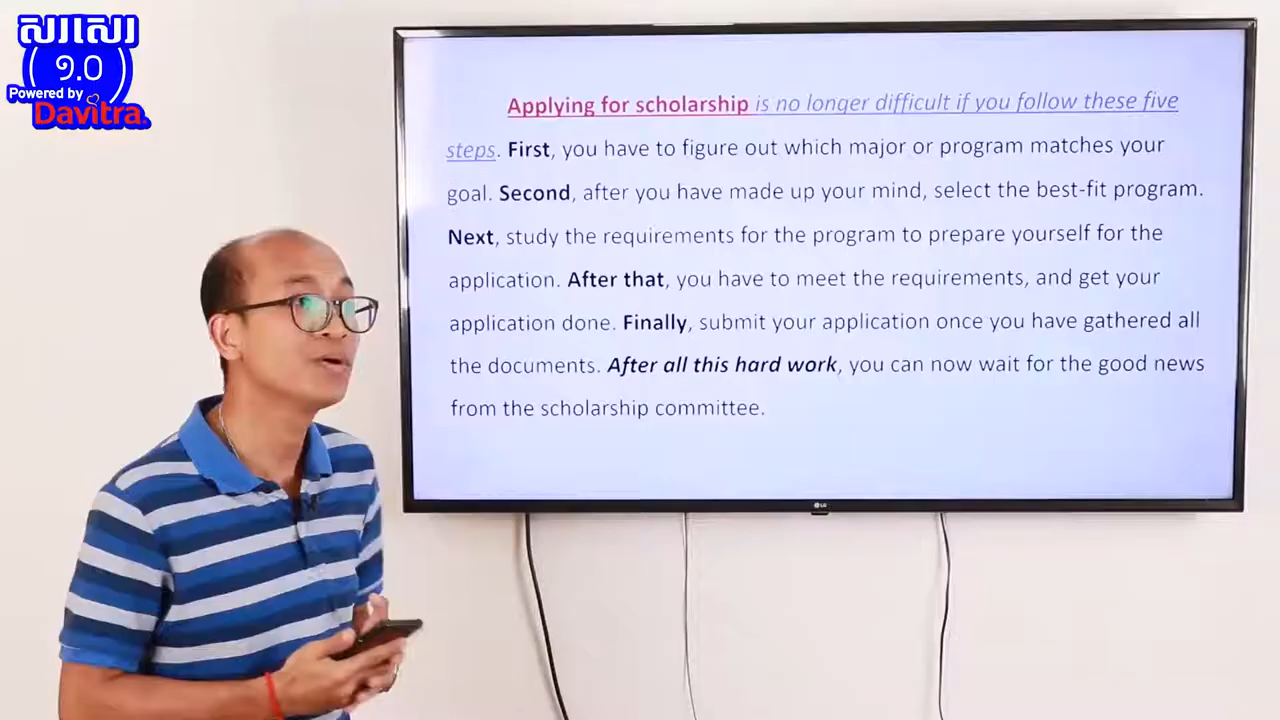 ស្សស្ស
១.០
Powered by
Davitra.
Applying for scholarship is no longer difficult if you follow these five
steps. First, you have to figure out which major or program matches your
goal. Second, after you have made up your mind, select the best-fit program.
Next, study the requirements for the program to prepare yourself for the
application. After that, you have to meet the requirements, and get your
application done. Finally, submit your application once you have gathered all
the documents. After all this hard work, you can now wait for the good news
from the scholarship committee.
LG